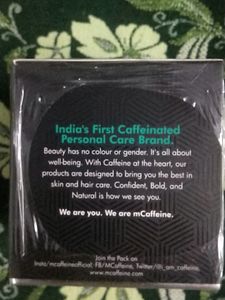 India's First Caffeinated
Personal Care Brand.
Beauty has no colour or gender. It's all about
well-being. With Caffeine at the heart, our
products are designed to bring you the best in
skin and hair care. Confident, Bold, and
Natural is how we see you.
We are you. We are mCaffeine.
Join the Pack on
Insta/mcaffeineofficial; FB/MCaffeine, Twitter/@i_am_caffeine,
www.mcaffeine.com